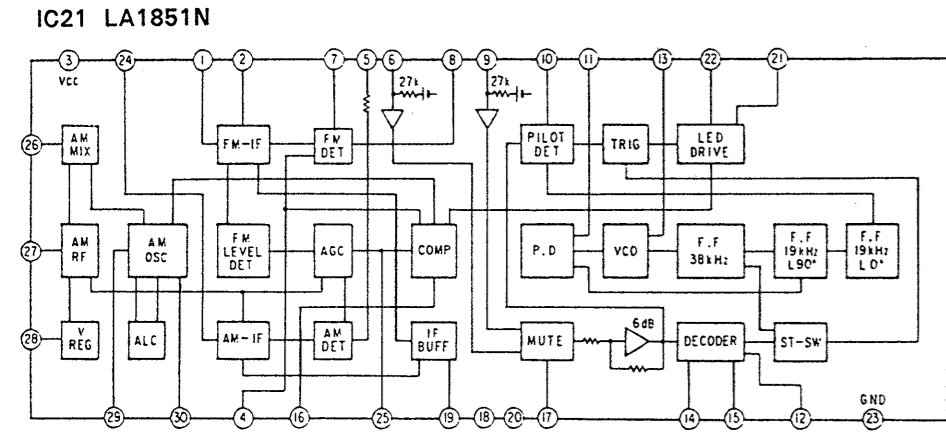 IC21 LA1851N
3 24 1 2 7 5 6 8 9 10 11 13 22 21
VCC
27k 27k
26
AM
MIX
FM-IF
FM
DET
PILOT
DET
TRIG
LED
DRIVE
27
AM
RF
AM
OSC
FM
LEVEL
DET
AGC
COMP
P.D
VCO
F.F
38kHz
F.F
19kHz
∟90°
F.F
19kHz
∟0°
28
V
REG
ALC
AM-IF
AM
DET
IF
BUFF
MUTE
6dB
DECODER
ST-SW
GND
29 30 4 16 25 19 18 20 17 14 15 12 23